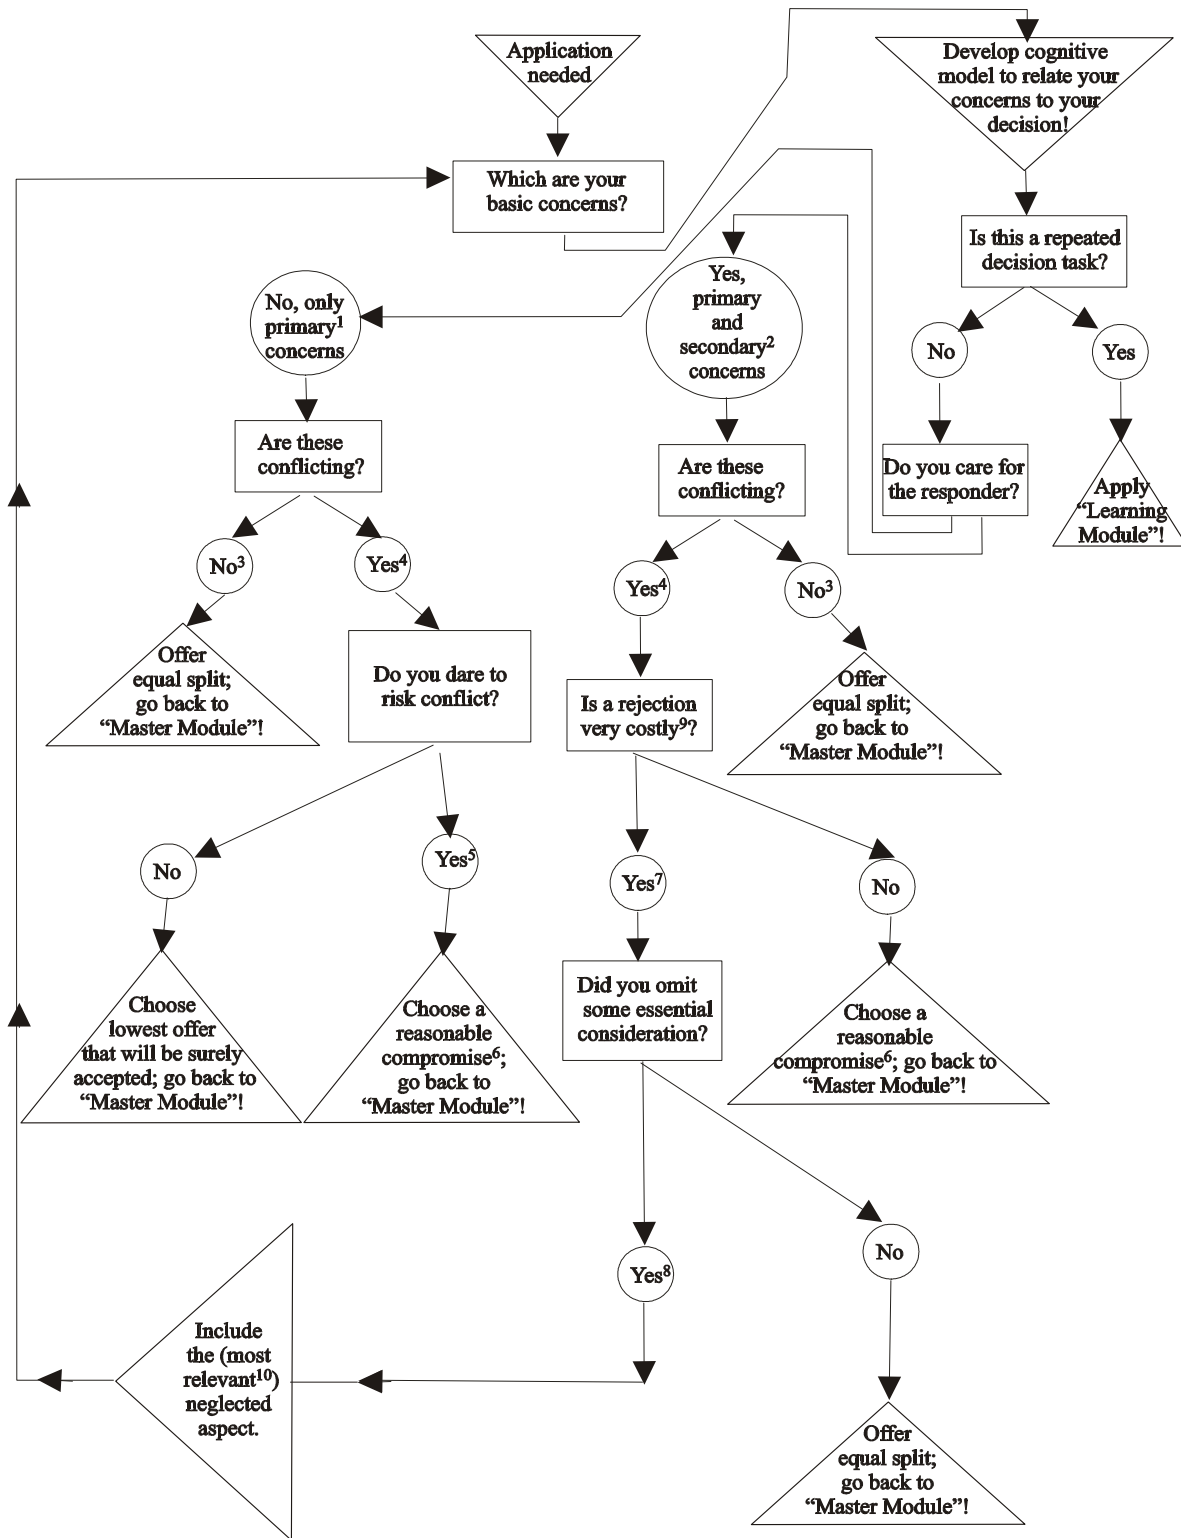 Application
needed
Develop cognitive
model to relate your
concerns to your
decision!
Which are your
basic concerns?
Is this a repeated
decision task?
No, only
primary¹
concerns
Yes,
primary
and
secondary²
concerns
No
Yes
Are these
conflicting?
Are these
conflicting?
Do you care for
the responder?
Apply
“Learning
Module”!
No³
Yes⁴
Yes⁴
No³
Offer
equal split;
go back to
“Master Module”!
Do you dare to
risk conflict?
Is a rejection
very costly⁹?
Offer
equal split;
go back to
“Master Module”!
No
Yes⁵
Yes⁷
No
Choose
lowest offer
that will be surely
accepted; go back to
“Master Module”!
Choose a
reasonable
compromise⁶;
go back to
“Master Module”!
Did you omit
some essential
consideration?
Choose a
reasonable
compromise⁶; go back to
“Master Module”!
Yes⁸
No
Include
the (most
relevant¹⁰)
neglected
aspect.
Offer
equal split;
go back to
“Master Module”!